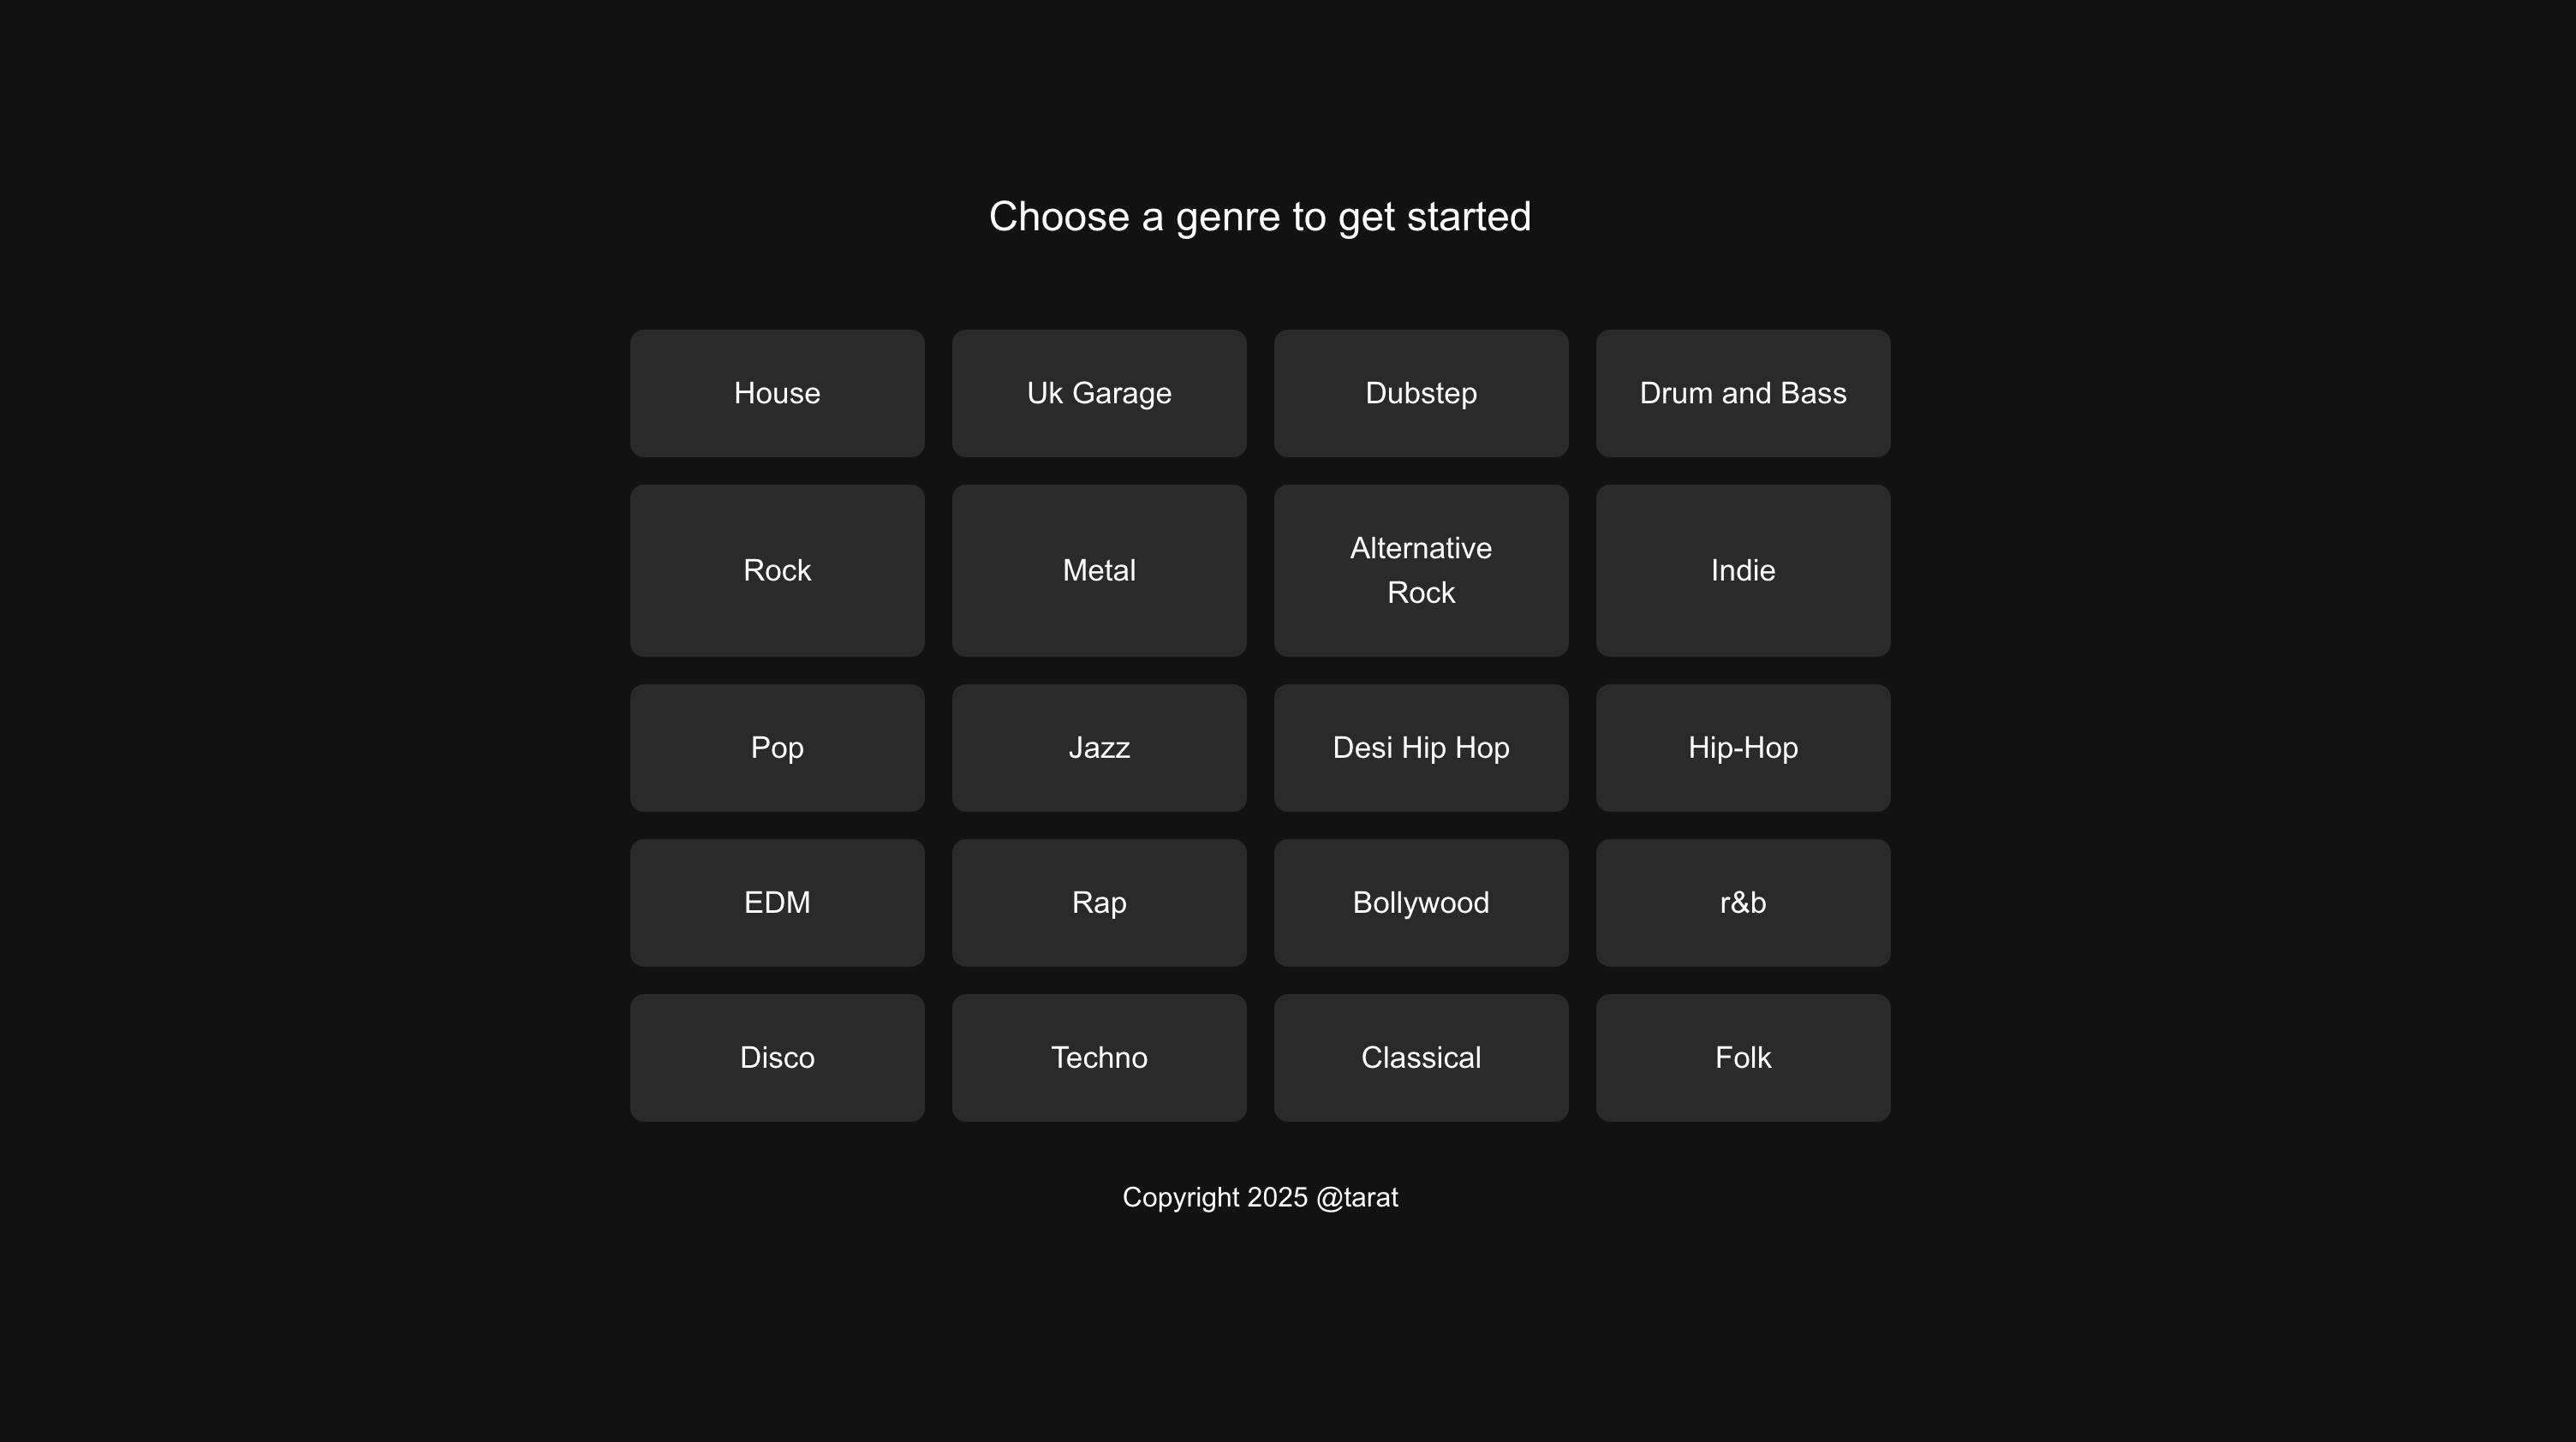 Choose a genre to get started
House
Uk Garage
Dubstep
Drum and Bass
Rock
Metal
Alternative
Rock
Indie
Pop
Jazz
Desi Hip Hop
Hip-Hop
EDM
Rap
Bollywood
r&b
Disco
Techno
Classical
Folk
Copyright 2025 @tarat